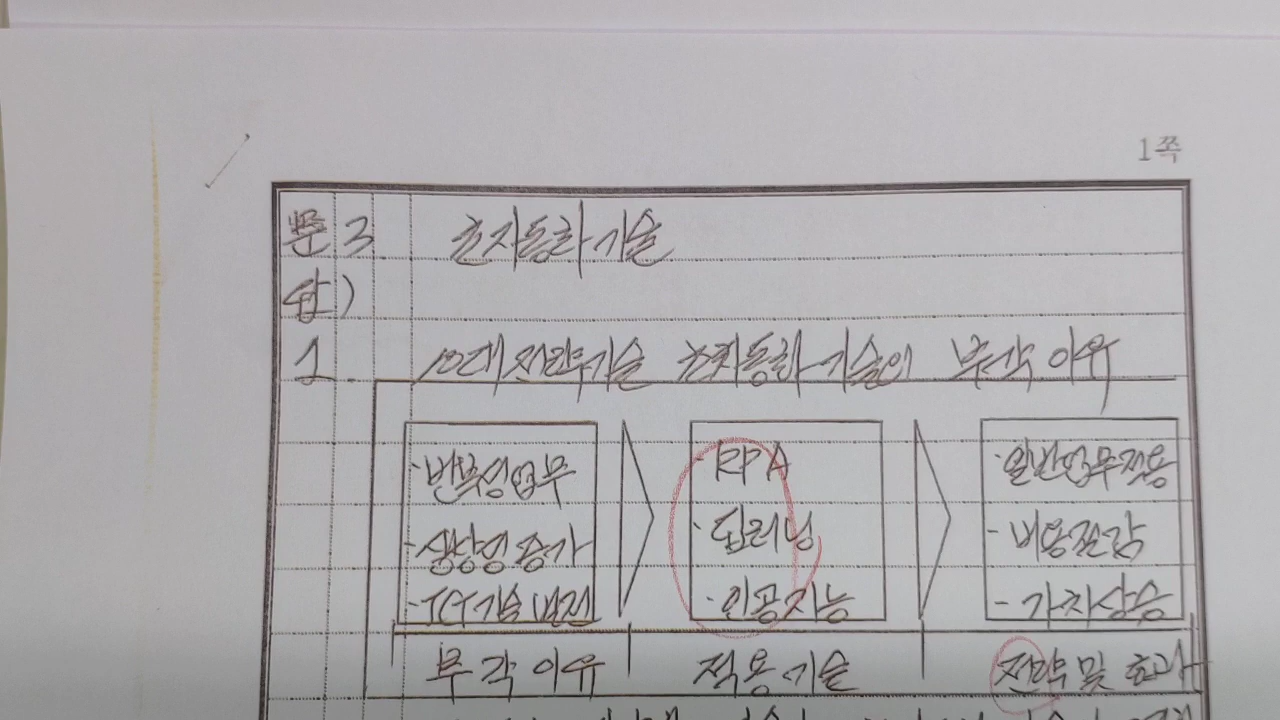 1쪽
문 3 초자동화 기술
답)
1 10대 전략기술 초자동화 기술의 부각 이유
·반복성업무 RPA ·일반업무적용
-생산성 증가 ·딥러닝 -비용절감
-ICT기술 발전 ·인공지능 -가치상승
부각 이유 적용 기술 전략 및 효과